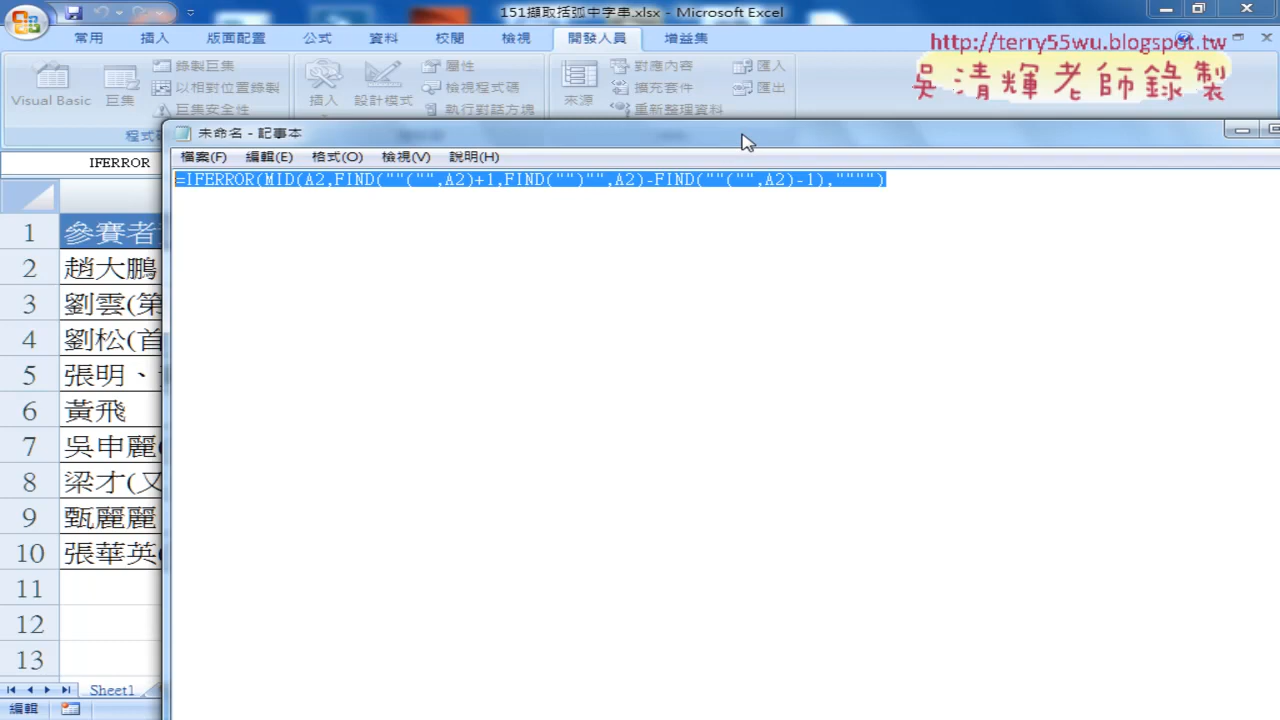 151擷取括弧中字串.xlsx - Microsoft Excel
常用 插入 版面配置 公式 資料 校閱 檢視 開發人員 增益集
http://terry55wu.blogspot.tw
吳清輝老師錄製
Visual Basic 巨集 錄製巨集 以相對位置錄製 巨集安全性
插入 設計模式 屬性 檢視程式碼 執行對話方塊
來源 對應內容 擴充套件 重新整理資料 匯入 匯出
未命名 - 記事本
IFERROR
檔案(F) 編輯(E) 格式(O) 檢視(V) 說明(H)
=IFERROR(MID(A2,FIND(""("",A2)+1,FIND("")"",A2)-FIND(""("",A2)-1),"""")
1 參賽者
2 趙大鵬
3 劉雲(第
4 劉松(首
5 張明、
6 黃飛
7 吳申麗
8 梁才(又
9 甄麗麗
10 張華英
11
12
13
Sheet1
編輯